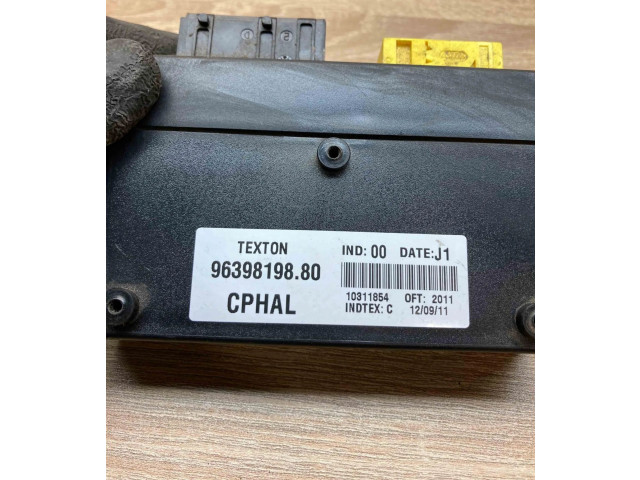 TEXTON
96398198.80
CPHAL
IND: 00 DATE: J1
10311854 OFT: 2011
INDTEX: C 12/09/11